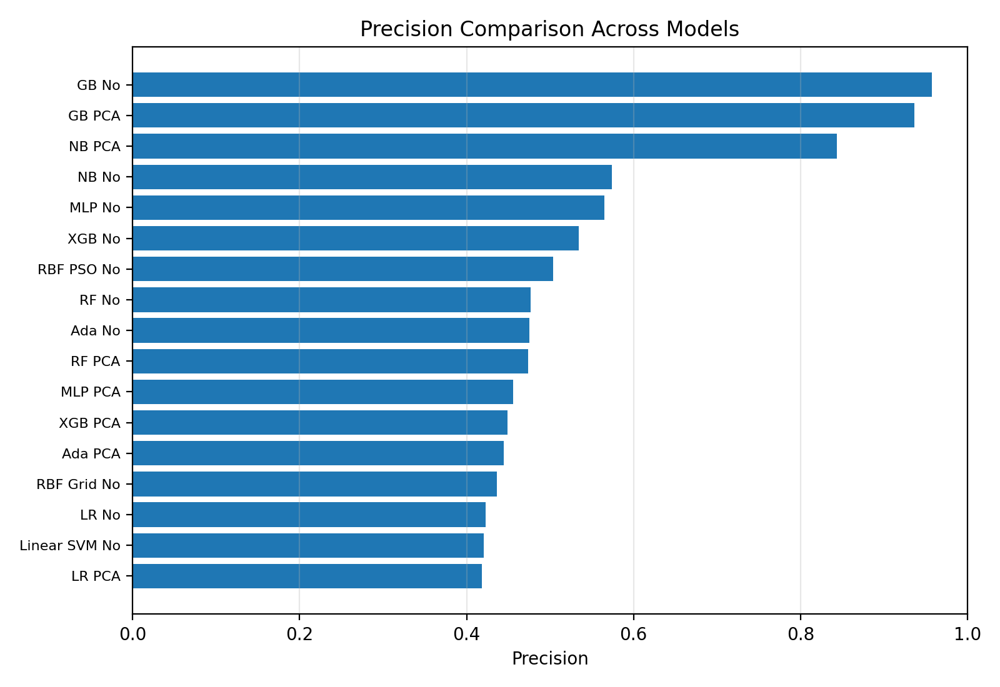 Precision Comparison Across Models
GB No
GB PCA
NB PCA
NB No
MLP No
XGB No
RBF PSO No
RF No
Ada No
RF PCA
MLP PCA
XGB PCA
Ada PCA
RBF Grid No
LR No
Linear SVM No
LR PCA
0.0 0.2 0.4 0.6 0.8 1.0
Precision